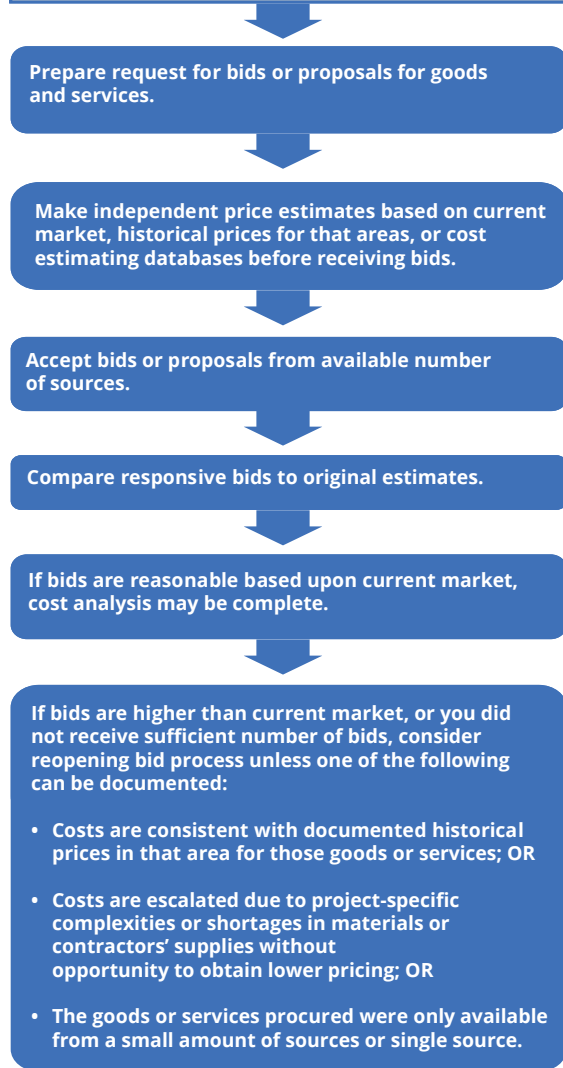 Prepare request for bids or proposals for goods
and services.
Make independent price estimates based on current
market, historical prices for that areas, or cost
estimating databases before receiving bids.
Accept bids or proposals from available number
of sources.
Compare responsive bids to original estimates.
If bids are reasonable based upon current market,
cost analysis may be complete.
If bids are higher than current market, or you did
not receive sufficient number of bids, consider
reopening bid process unless one of the following
can be documented:
• Costs are consistent with documented historical
prices in that area for those goods or services; OR
• Costs are escalated due to project-specific
complexities or shortages in materials or
contractors’ supplies without
opportunity to obtain lower pricing; OR
• The goods or services procured were only available
from a small amount of sources or single source.